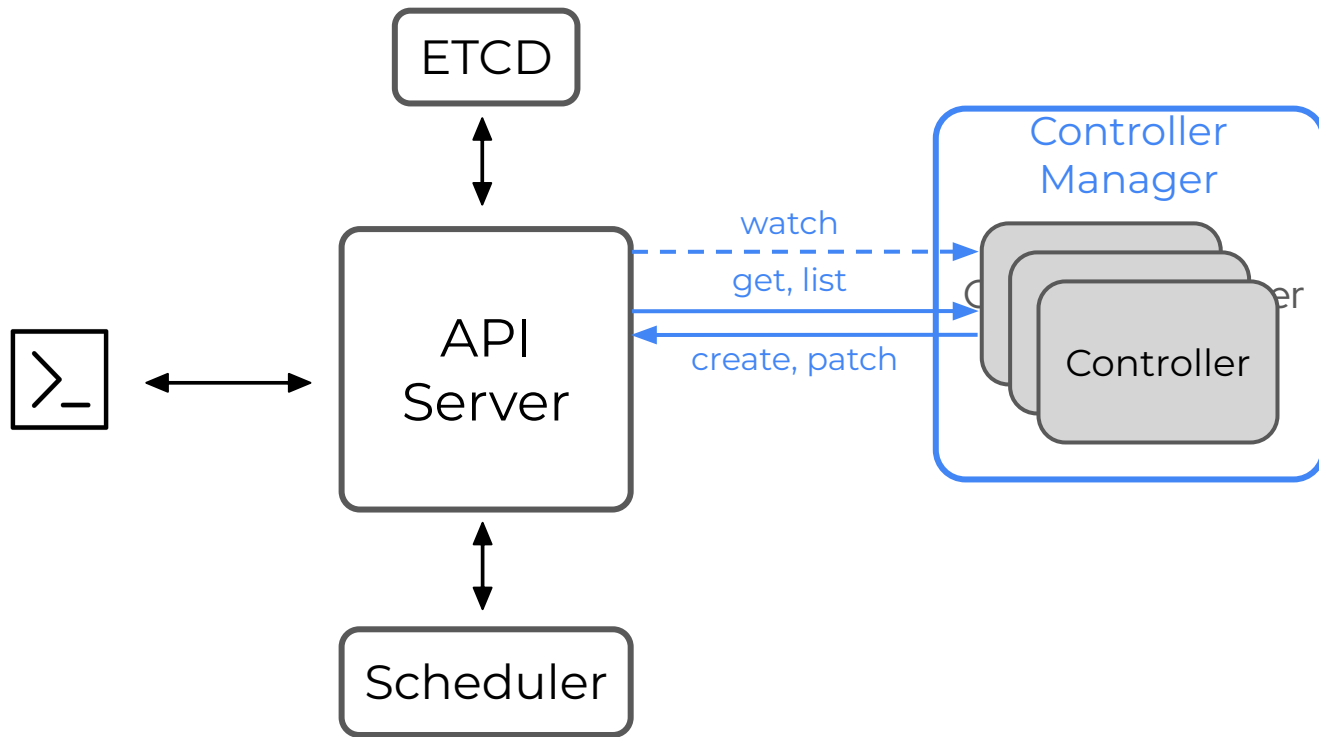 ETCD
Controller
Manager
watch
get, list
API
Server
create, patch
Controller
Scheduler